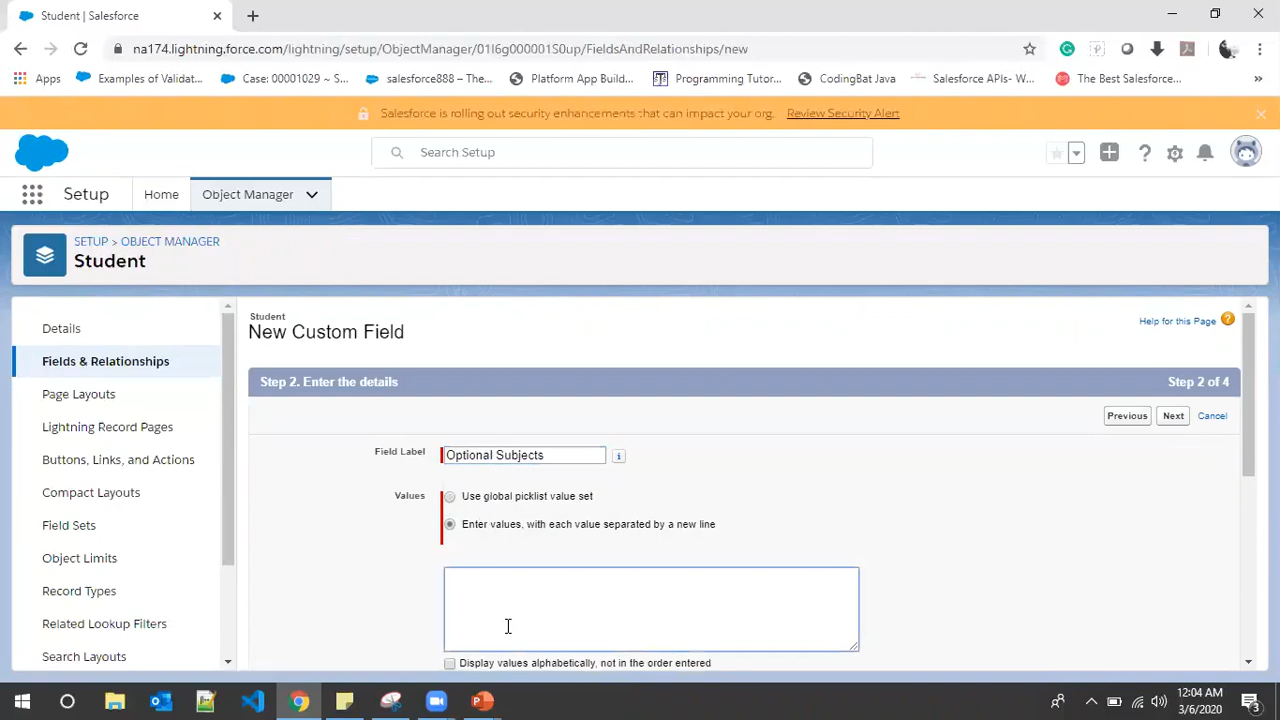 Student | Salesforce
na174.lightning.force.com/lightning/setup/ObjectManager/01I6g000001S0up/FieldsAndRelationships/new
Apps Examples of Validat... Case: 00001029 ~ S... salesforce888 – The... Platform App Build... Programming Tutor... CodingBat Java Salesforce APIs- W... The Best Salesforce... »
Salesforce is rolling out security enhancements that can impact your org. Review Security Alert
Search Setup
Setup Home Object Manager
SETUP > OBJECT MANAGER
Student
Details
Fields & Relationships
Page Layouts
Lightning Record Pages
Buttons, Links, and Actions
Compact Layouts
Field Sets
Object Limits
Record Types
Related Lookup Filters
Search Layouts
Student
New Custom Field
Help for this Page ?
Step 2. Enter the details Step 2 of 4
Previous Next Cancel
Field Label Optional Subjects i
Values Use global picklist value set
Enter values, with each value separated by a new line
Display values alphabetically, not in the order entered
12:04 AM
3/6/2020
3